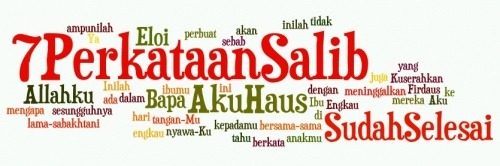 ampunilah akan inilah tidak
Ya Eloi perbuat sebab
7PerkataanSalib
yang
Allahku Inilah ibumu ini dengan juga Kuserahkan
ada dalam Bapa AkuHaus Ibu meninggalkan Firdaus ke
mengapa sesungguhnya Engkau mereka Aku
lama-sabakhtani hari tangan-Mu kepadamu bersama-sama di SudahSelesai
engkau nyawa-Ku tahu berkata anakmu